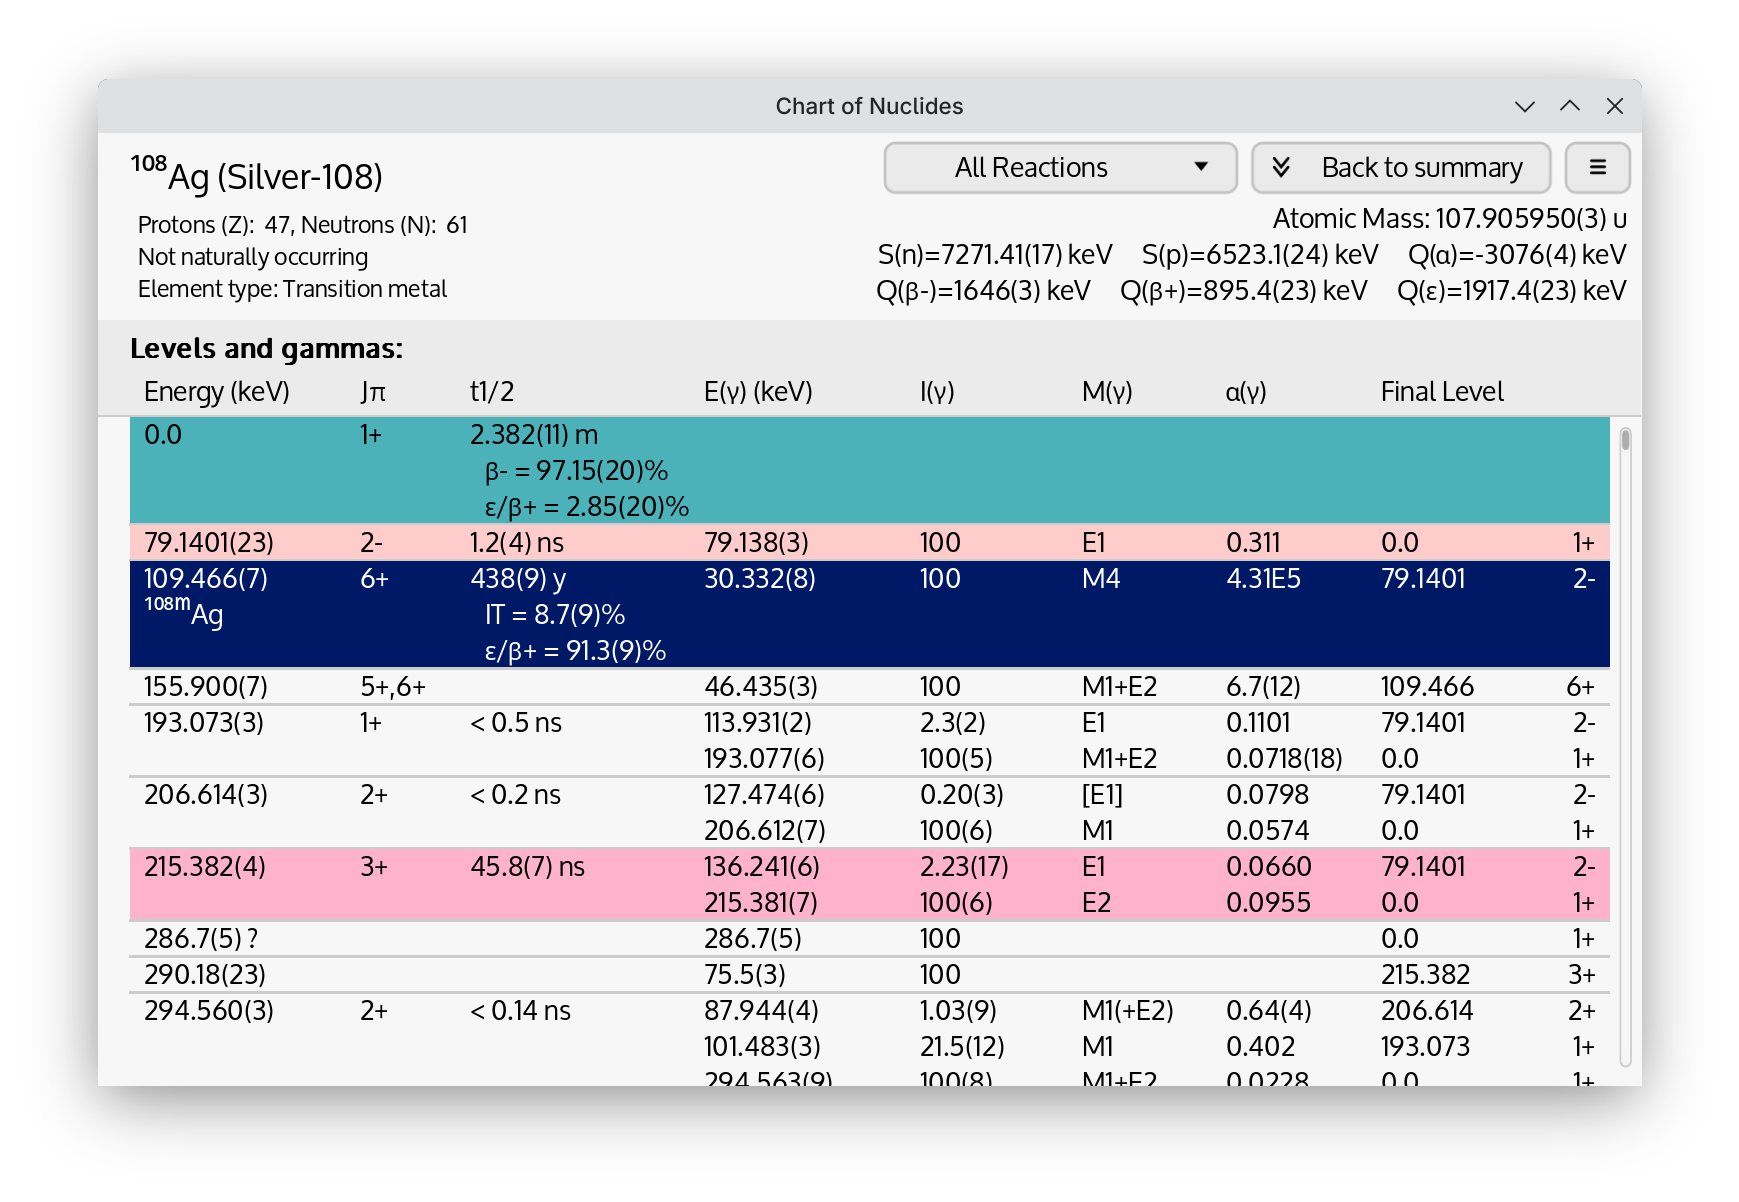 Chart of Nuclides
108Ag (Silver-108)
All Reactions
Back to summary
Protons (Z): 47, Neutrons (N): 61
Not naturally occurring
Element type: Transition metal
Atomic Mass: 107.905950(3) u
S(n)=7271.41(17) keV S(p)=6523.1(24) keV Q(α)=-3076(4) keV
Q(β-)=1646(3) keV Q(β+)=895.4(23) keV Q(ε)=1917.4(23) keV
Levels and gammas:
Energy (keV) Jπ t1/2 E(γ) (keV) I(γ) M(γ) α(γ) Final Level
0.0 1+ 2.382(11) m
β- = 97.15(20)%
ε/β+ = 2.85(20)%
79.1401(23) 2- 1.2(4) ns 79.138(3) 100 E1 0.311 0.0 1+
109.466(7) 6+ 438(9) y 30.332(8) 100 M4 4.31E5 79.1401 2-
108mAg IT = 8.7(9)%
ε/β+ = 91.3(9)%
155.900(7) 5+,6+ 46.435(3) 100 M1+E2 6.7(12) 109.466 6+
193.073(3) 1+ < 0.5 ns 113.931(2) 2.3(2) E1 0.1101 79.1401 2-
193.077(6) 100(5) M1+E2 0.0718(18) 0.0 1+
206.614(3) 2+ < 0.2 ns 127.474(6) 0.20(3) [E1] 0.0798 79.1401 2-
206.612(7) 100(6) M1 0.0574 0.0 1+
215.382(4) 3+ 45.8(7) ns 136.241(6) 2.23(17) E1 0.0660 79.1401 2-
215.381(7) 100(6) E2 0.0955 0.0 1+
286.7(5) ? 286.7(5) 100 0.0 1+
290.18(23) 75.5(3) 100 215.382 3+
294.560(3) 2+ < 0.14 ns 87.944(4) 1.03(9) M1(+E2) 0.64(4) 206.614 2+
101.483(3) 21.5(12) M1 0.402 193.073 1+
294.563(9) 100(8) M1+E2 0.0228 0.0 1+